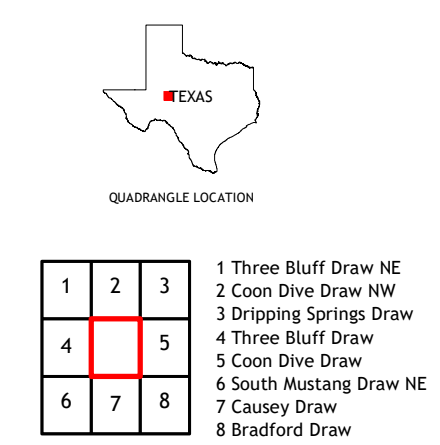 TEXAS
QUADRANGLE LOCATION
1 2 3
4 5
6 7 8
1 Three Bluff Draw NE
2 Coon Dive Draw NW
3 Dripping Springs Draw
4 Three Bluff Draw
5 Coon Dive Draw
6 South Mustang Draw NE
7 Causey Draw
8 Bradford Draw